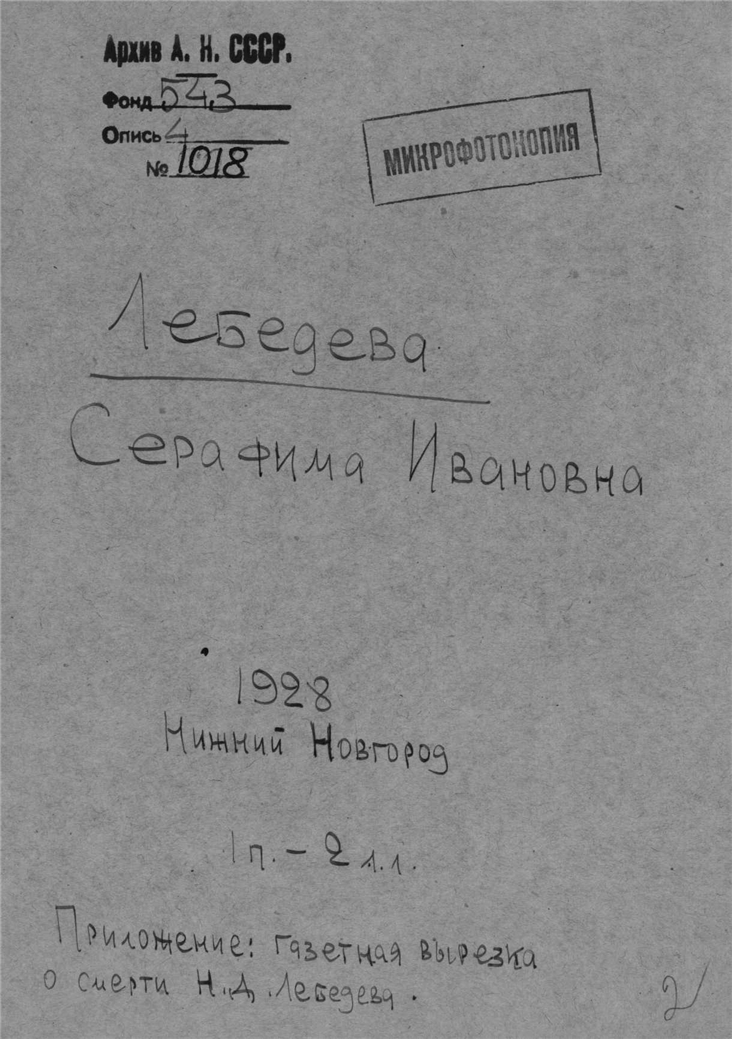 Архив А. Н. СССР.
Фонд 543
Опись 4
№ 1018
МИКРОФОТОКОПИЯ
Лебедева
Серафима Ивановна
1928
Нижний Новгород
1 п. – 2 л.л.
Приложение: газетная вырезка
о смерти Н.Д. Лебедева.
2